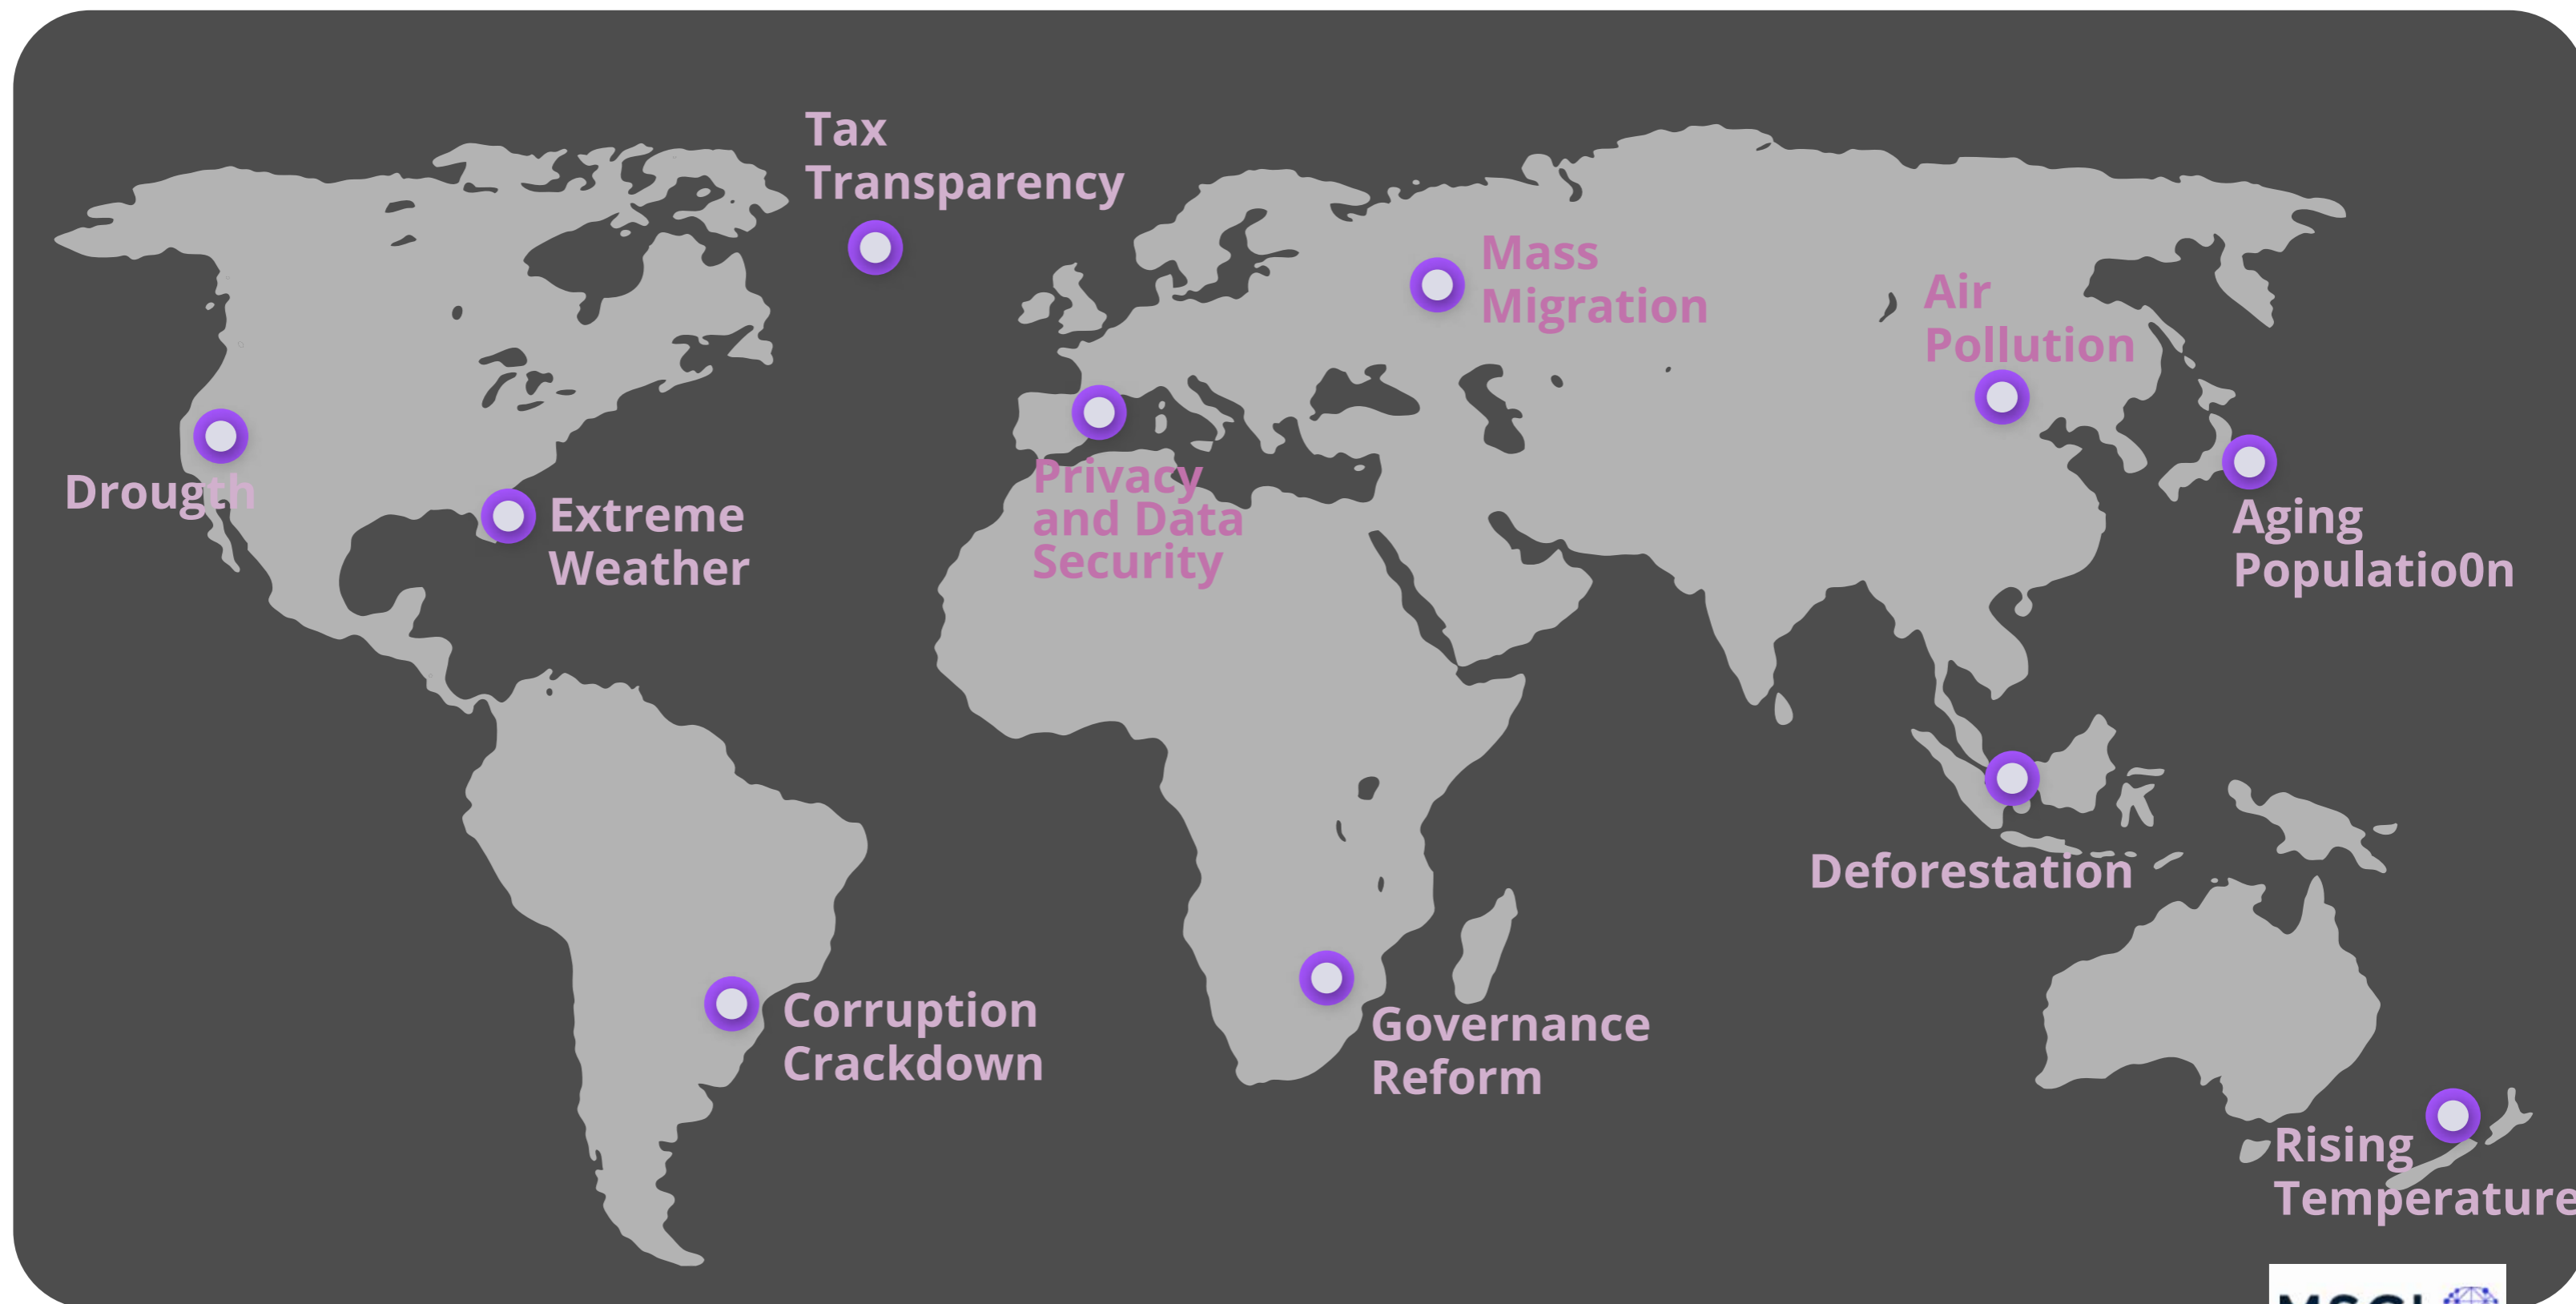 Tax
Transparency
Mass
Migration
Air
Pollution
Drougth
Extreme
Weather
Privacy
and Data
Security
Aging
Populatio0n
Deforestation
Corruption
Crackdown
Governance
Reform
Rising
Temperature